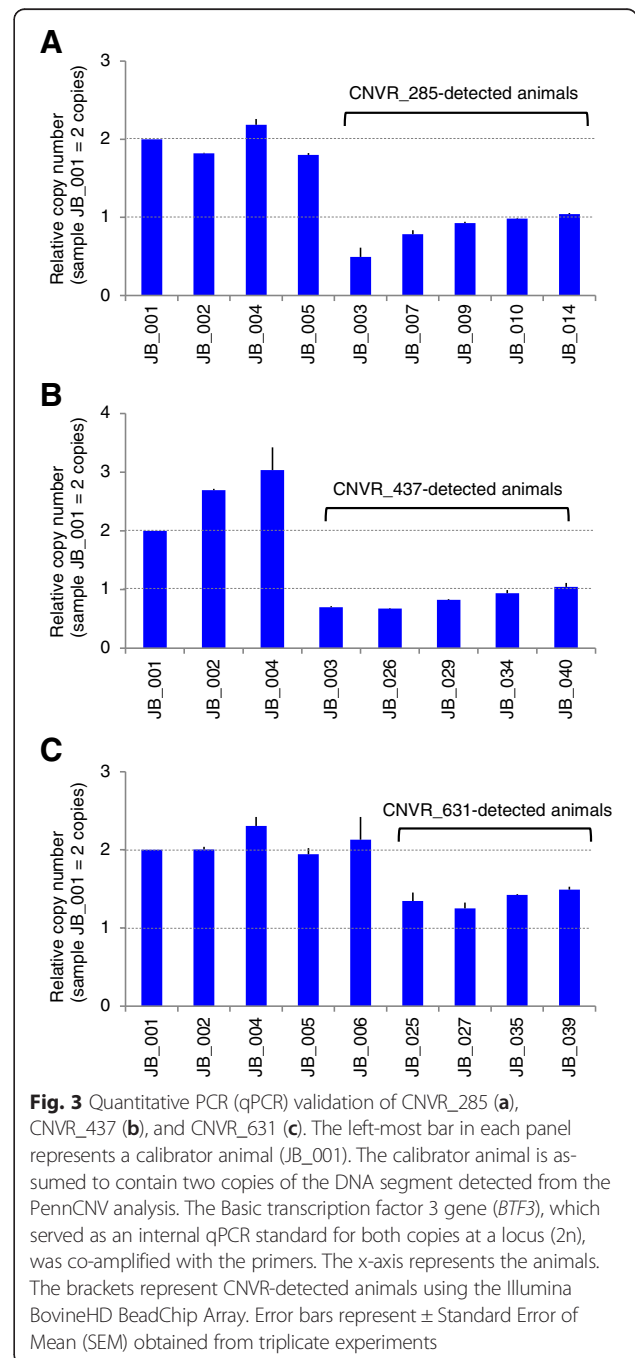 A
Relative copy number
(sample JB_001 = 2 copies)
3
2
1
0
CNVR_285-detected animals
JB_001
JB_002
JB_004
JB_005
JB_003
JB_007
JB_009
JB_010
JB_014
B
Relative copy number
(sample JB_001 = 2 copies)
4
3
2
1
0
CNVR_437-detected animals
JB_001
JB_002
JB_004
JB_003
JB_026
JB_029
JB_034
JB_040
C
Relative copy number
(sample JB_001 = 2 copies)
3
2
1
0
CNVR_631-detected animals
JB_001
JB_002
JB_004
JB_005
JB_006
JB_025
JB_027
JB_035
JB_039
Fig. 3 Quantitative PCR (qPCR) validation of CNVR_285 (a),
CNVR_437 (b), and CNVR_631 (c). The left-most bar in each panel
represents a calibrator animal (JB_001). The calibrator animal is as-
sumed to contain two copies of the DNA segment detected from the
PennCNV analysis. The Basic transcription factor 3 gene (BTF3), which
served as an internal qPCR standard for both copies at a locus (2n),
was co-amplified with the primers. The x-axis represents the animals.
The brackets represent CNVR-detected animals using the Illumina
BovineHD BeadChip Array. Error bars represent ± Standard Error of
Mean (SEM) obtained from triplicate experiments